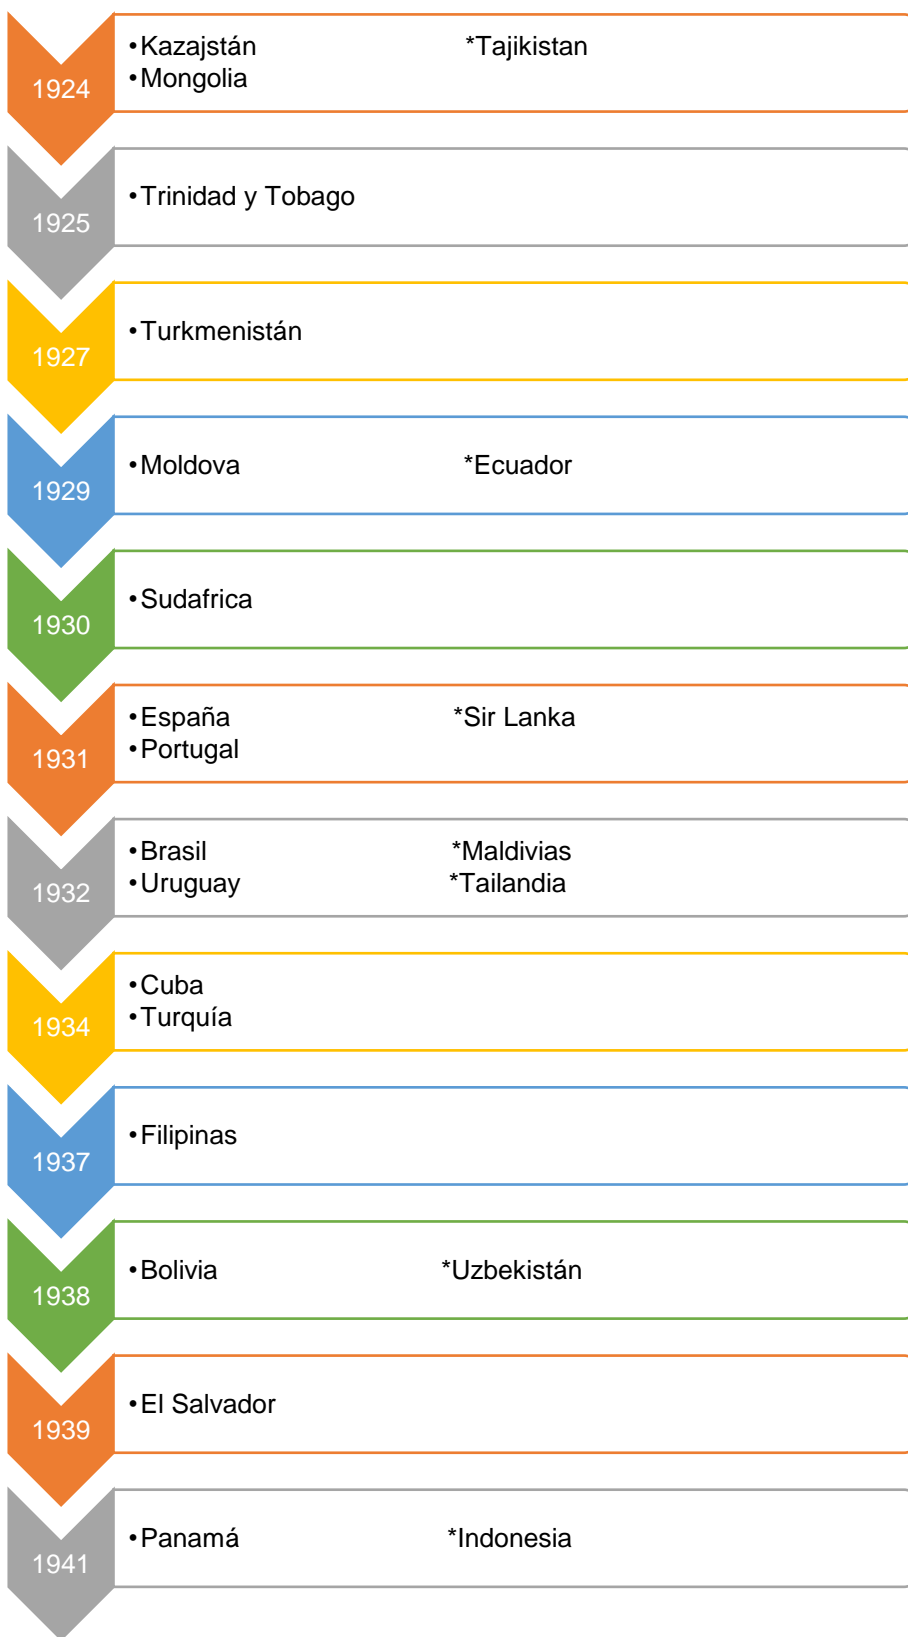 1924
•Kazajstán *Tajikistan
•Mongolia
1925
•Trinidad y Tobago
1927
•Turkmenistán
1929
•Moldova *Ecuador
1930
•Sudafrica
1931
•España *Sir Lanka
•Portugal
1932
•Brasil *Maldivias
•Uruguay *Tailandia
1934
•Cuba
•Turquía
1937
•Filipinas
1938
•Bolivia *Uzbekistán
1939
•El Salvador
1941
•Panamá *Indonesia